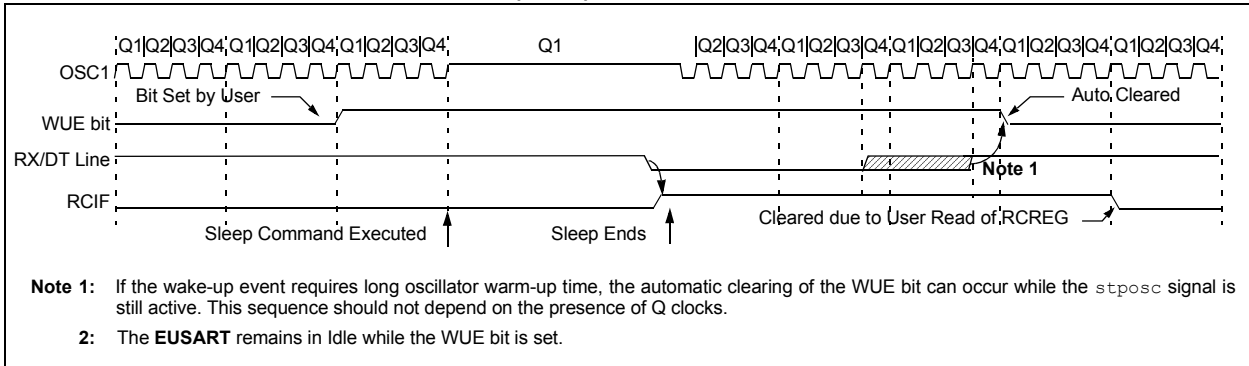 Q1|Q2|Q3|Q4 Q1|Q2|Q3|Q4 Q1|Q2|Q3|Q4 Q1 |Q2|Q3|Q4 Q1|Q2|Q3|Q4 Q1|Q2|Q3|Q4 Q1|Q2|Q3|Q4 Q1|Q2|Q3|Q4
OSC1
Bit Set by User
Auto Cleared
WUE bit
RX/DT Line
Note 1
RCIF
Cleared due to User Read of RCREG
Sleep Command Executed
Sleep Ends
Note 1: If the wake-up event requires long oscillator warm-up time, the automatic clearing of the WUE bit can occur while the stposc signal is
still active. This sequence should not depend on the presence of Q clocks.
2: The EUSART remains in Idle while the WUE bit is set.